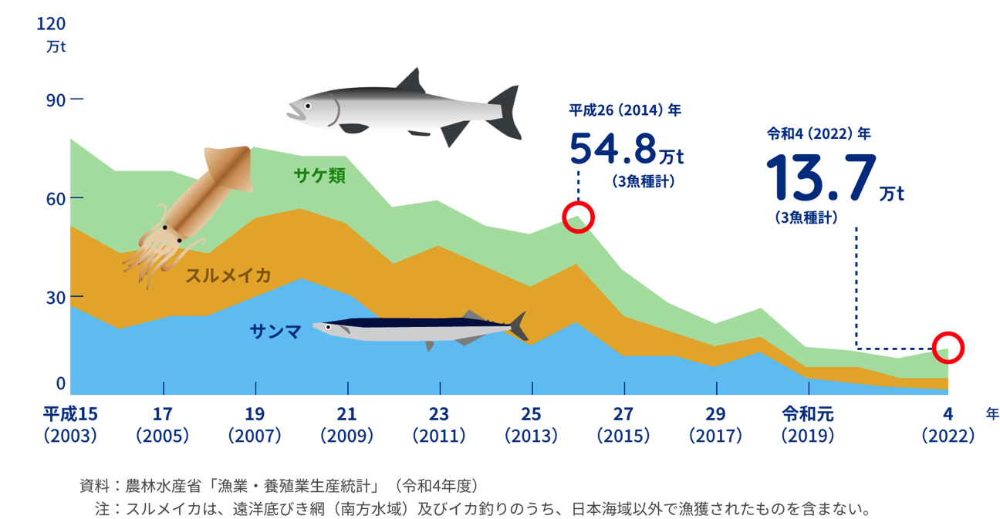 120
万t
90
60
30
0
平成26（2014）年
54.8万t
（3魚種計）
令和4（2022）年
13.7万t
（3魚種計）
サケ類
スルメイカ
サンマ
平成15 17 19 21 23 25 27 29 令和元 4 年
（2003） （2005） （2007） （2009） （2011） （2013） （2015） （2017） （2019） （2022）
資料：農林水産省「漁業・養殖業生産統計」（令和4年度）
注：スルメイカは、遠洋底びき網（南方水域）及びイカ釣りのうち、日本海域以外で漁獲されたものを含まない。